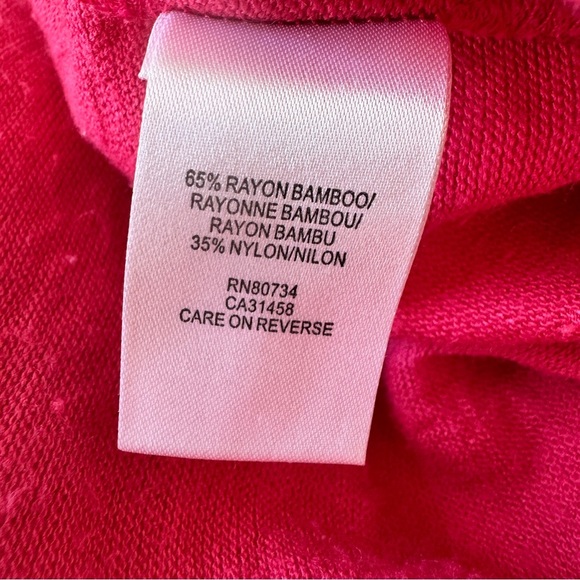 65% RAYON BAMBOO/
RAYONNE BAMBOU/
RAYON BAMBU
35% NYLON/NILON
RN80734
CA31458
CARE ON REVERSE